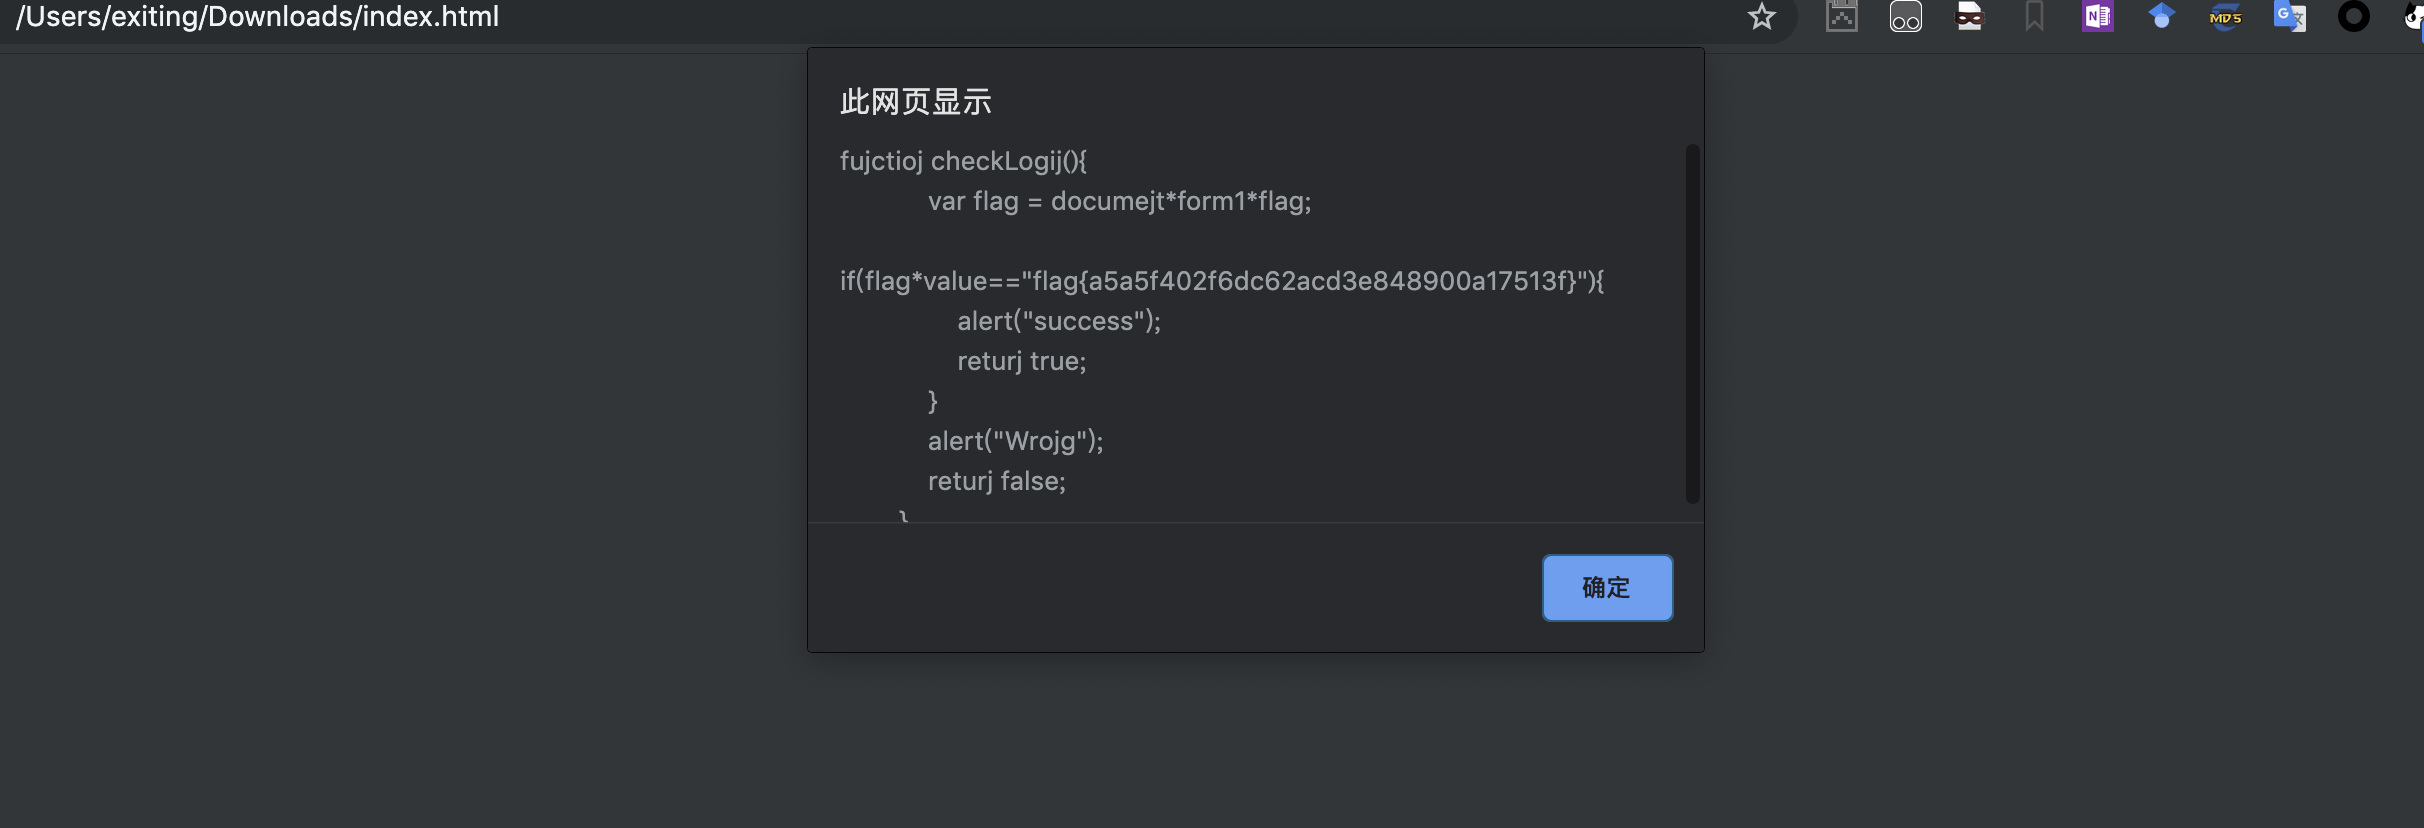 /Users/exiting/Downloads/index.html
N
MD5
G 文
此网页显示
fujctioj checkLogij(){
var flag = documejt*form1*flag;
if(flag*value=="flag{a5a5f402f6dc62acd3e848900a17513f}"){
alert("success");
returj true;
}
alert("Wrojg");
returj false;
}
确定